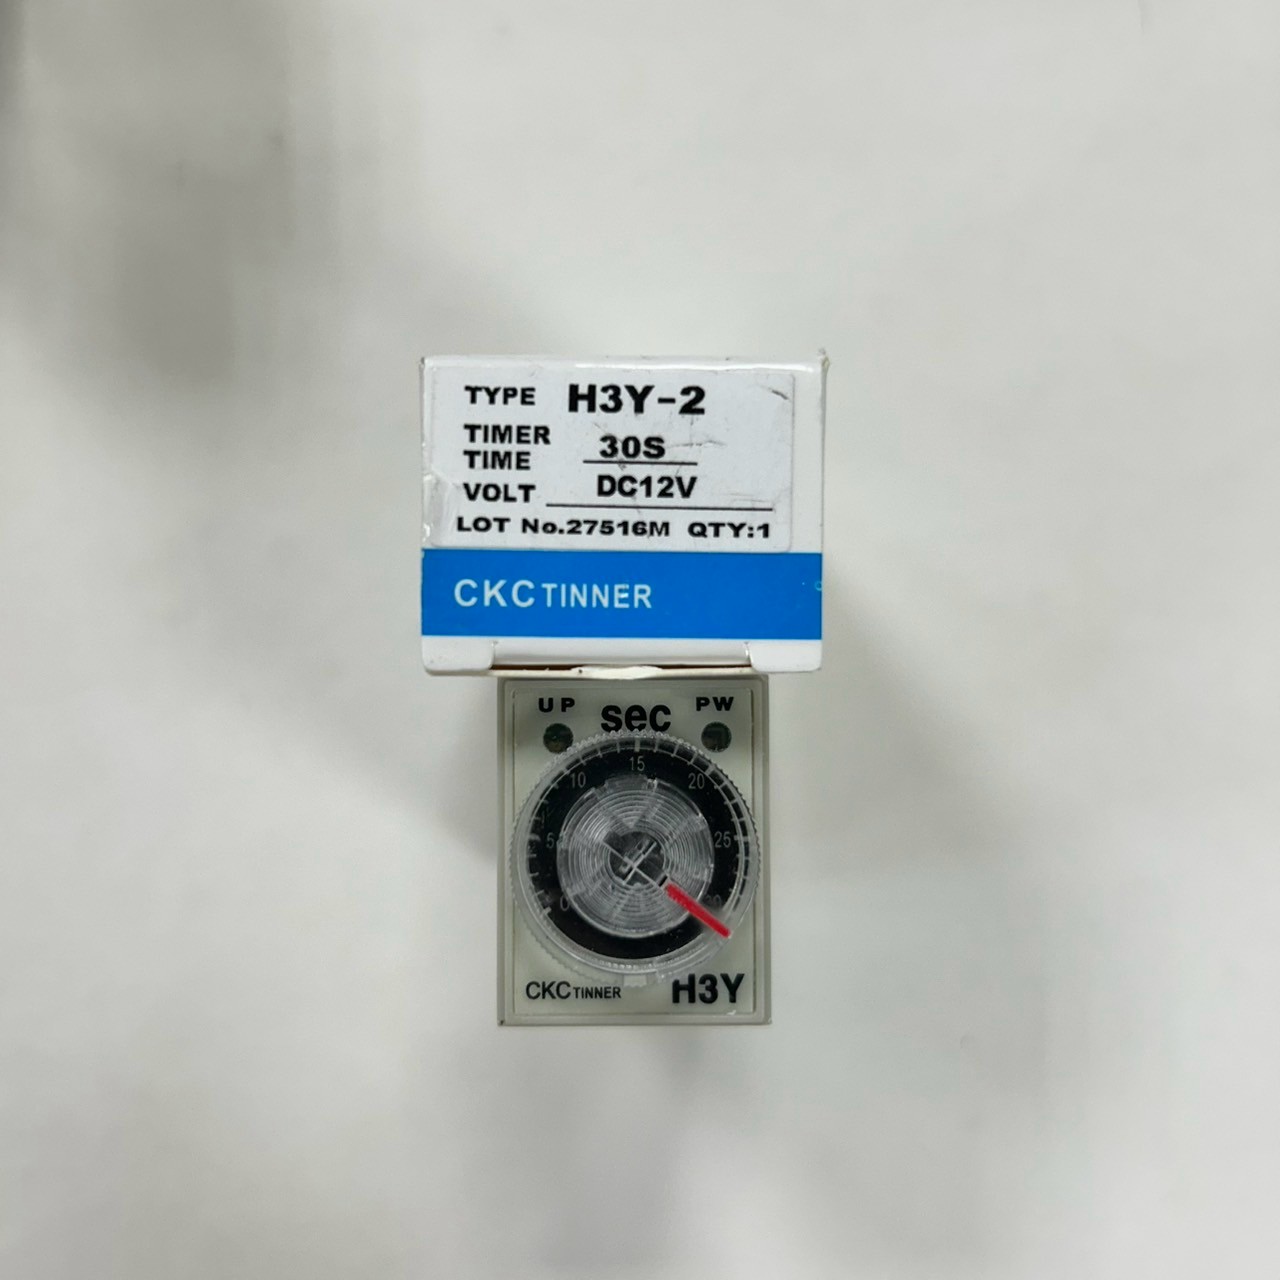 TYPE H3Y-2
TIMER
TIME 30S
VOLT DC12V
LOT No.27516M QTY:1
CKC TINNER
UP sec PW
15
10 20
5 25
0
CKC TINNER H3Y